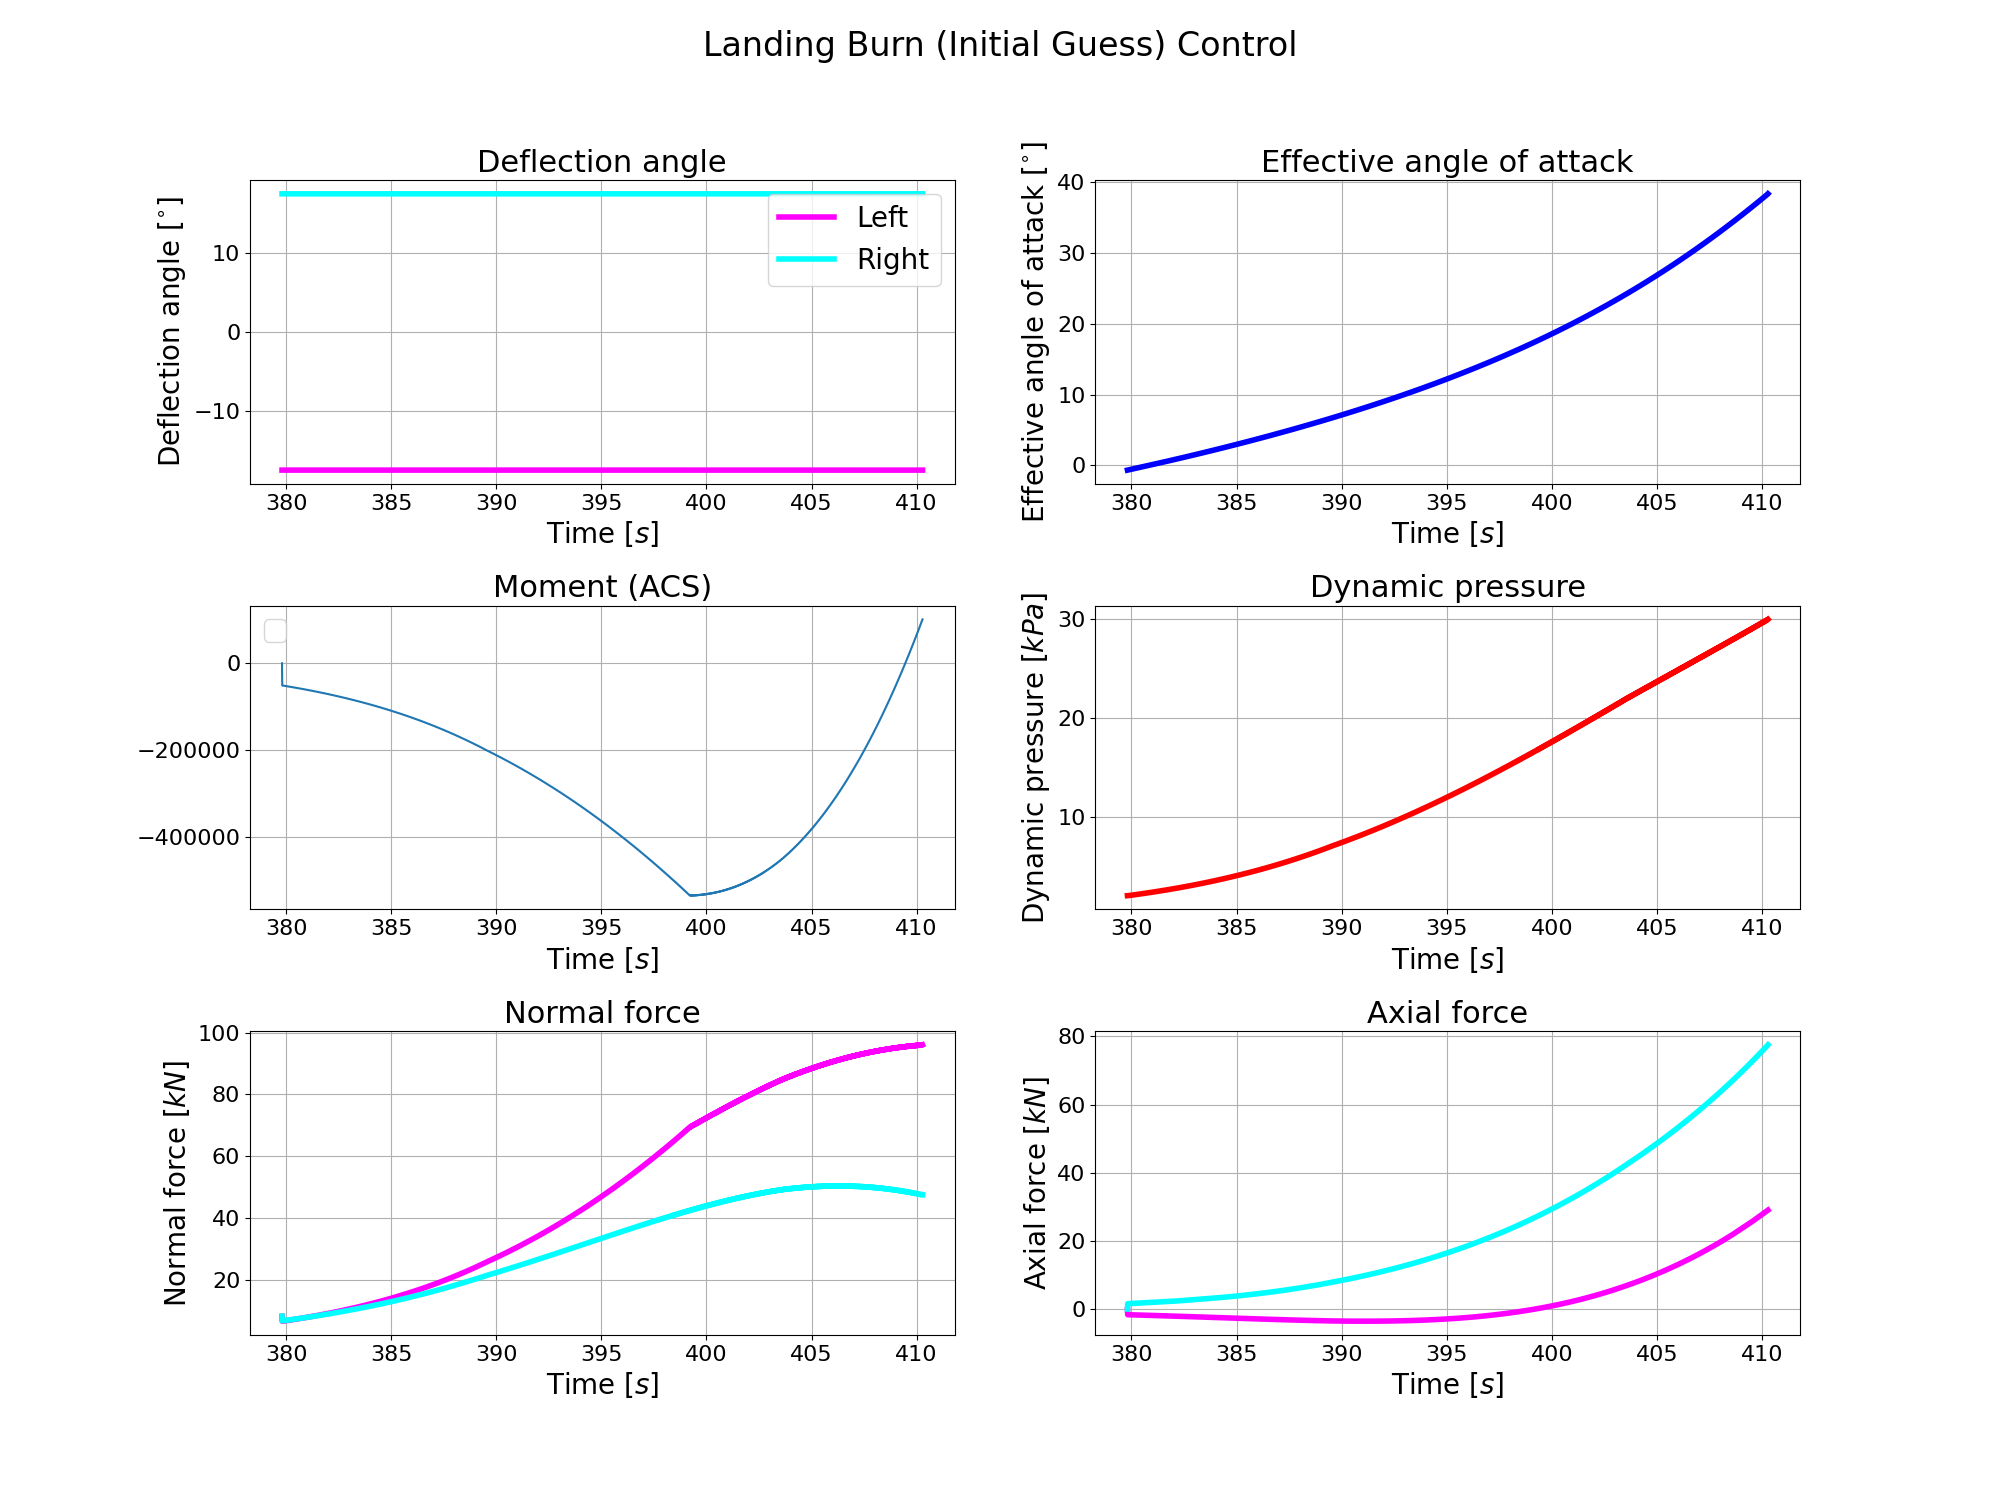 Landing Burn (Initial Guess) Control
Deflection angle
Deflection angle [°]
10
0
−10
380 385 390 395 400 405 410
Time [s]
Left
Right
Effective angle of attack
Effective angle of attack [°]
40
30
20
10
0
380 385 390 395 400 405 410
Time [s]
Moment (ACS)
0
−200000
−400000
380 385 390 395 400 405 410
Time [s]
Dynamic pressure
Dynamic pressure [kPa]
30
20
10
380 385 390 395 400 405 410
Time [s]
Normal force
Normal force [kN]
100
80
60
40
20
380 385 390 395 400 405 410
Time [s]
Axial force
Axial force [kN]
80
60
40
20
0
380 385 390 395 400 405 410
Time [s]